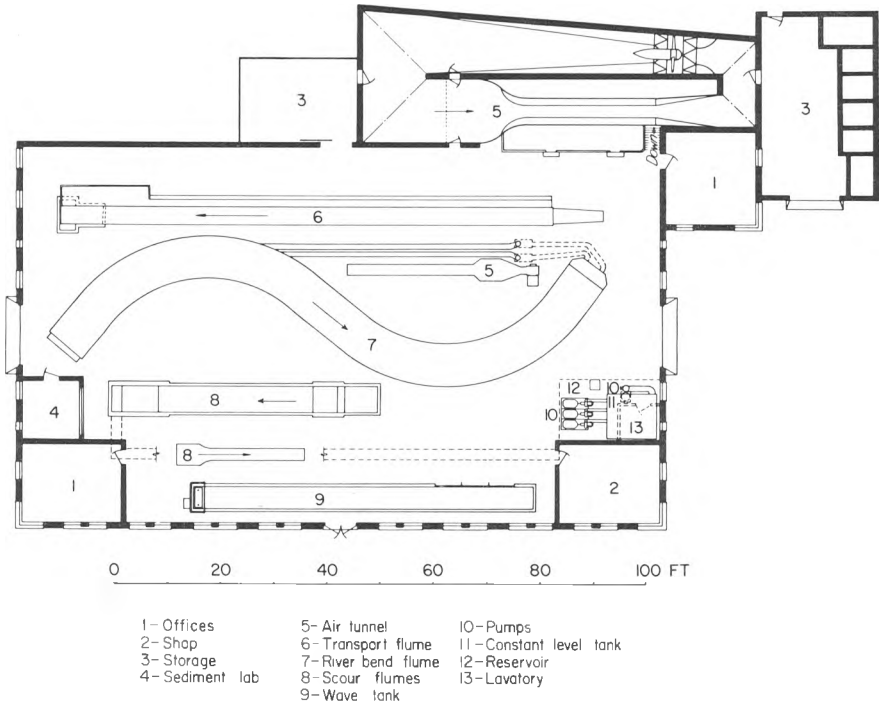 3
5
3
DOWN
1
6
5
7
12
10
11
10
13
4
8
8
1
9
2
0 20 40 60 80 100 FT
1-Offices
2-Shop
3-Storage
4-Sediment lab
5-Air tunnel
6-Transport flume
7-River bend flume
8-Scour flumes
9-Wave tank
10-Pumps
11-Constant level tank
12-Reservoir
13-Lavatory